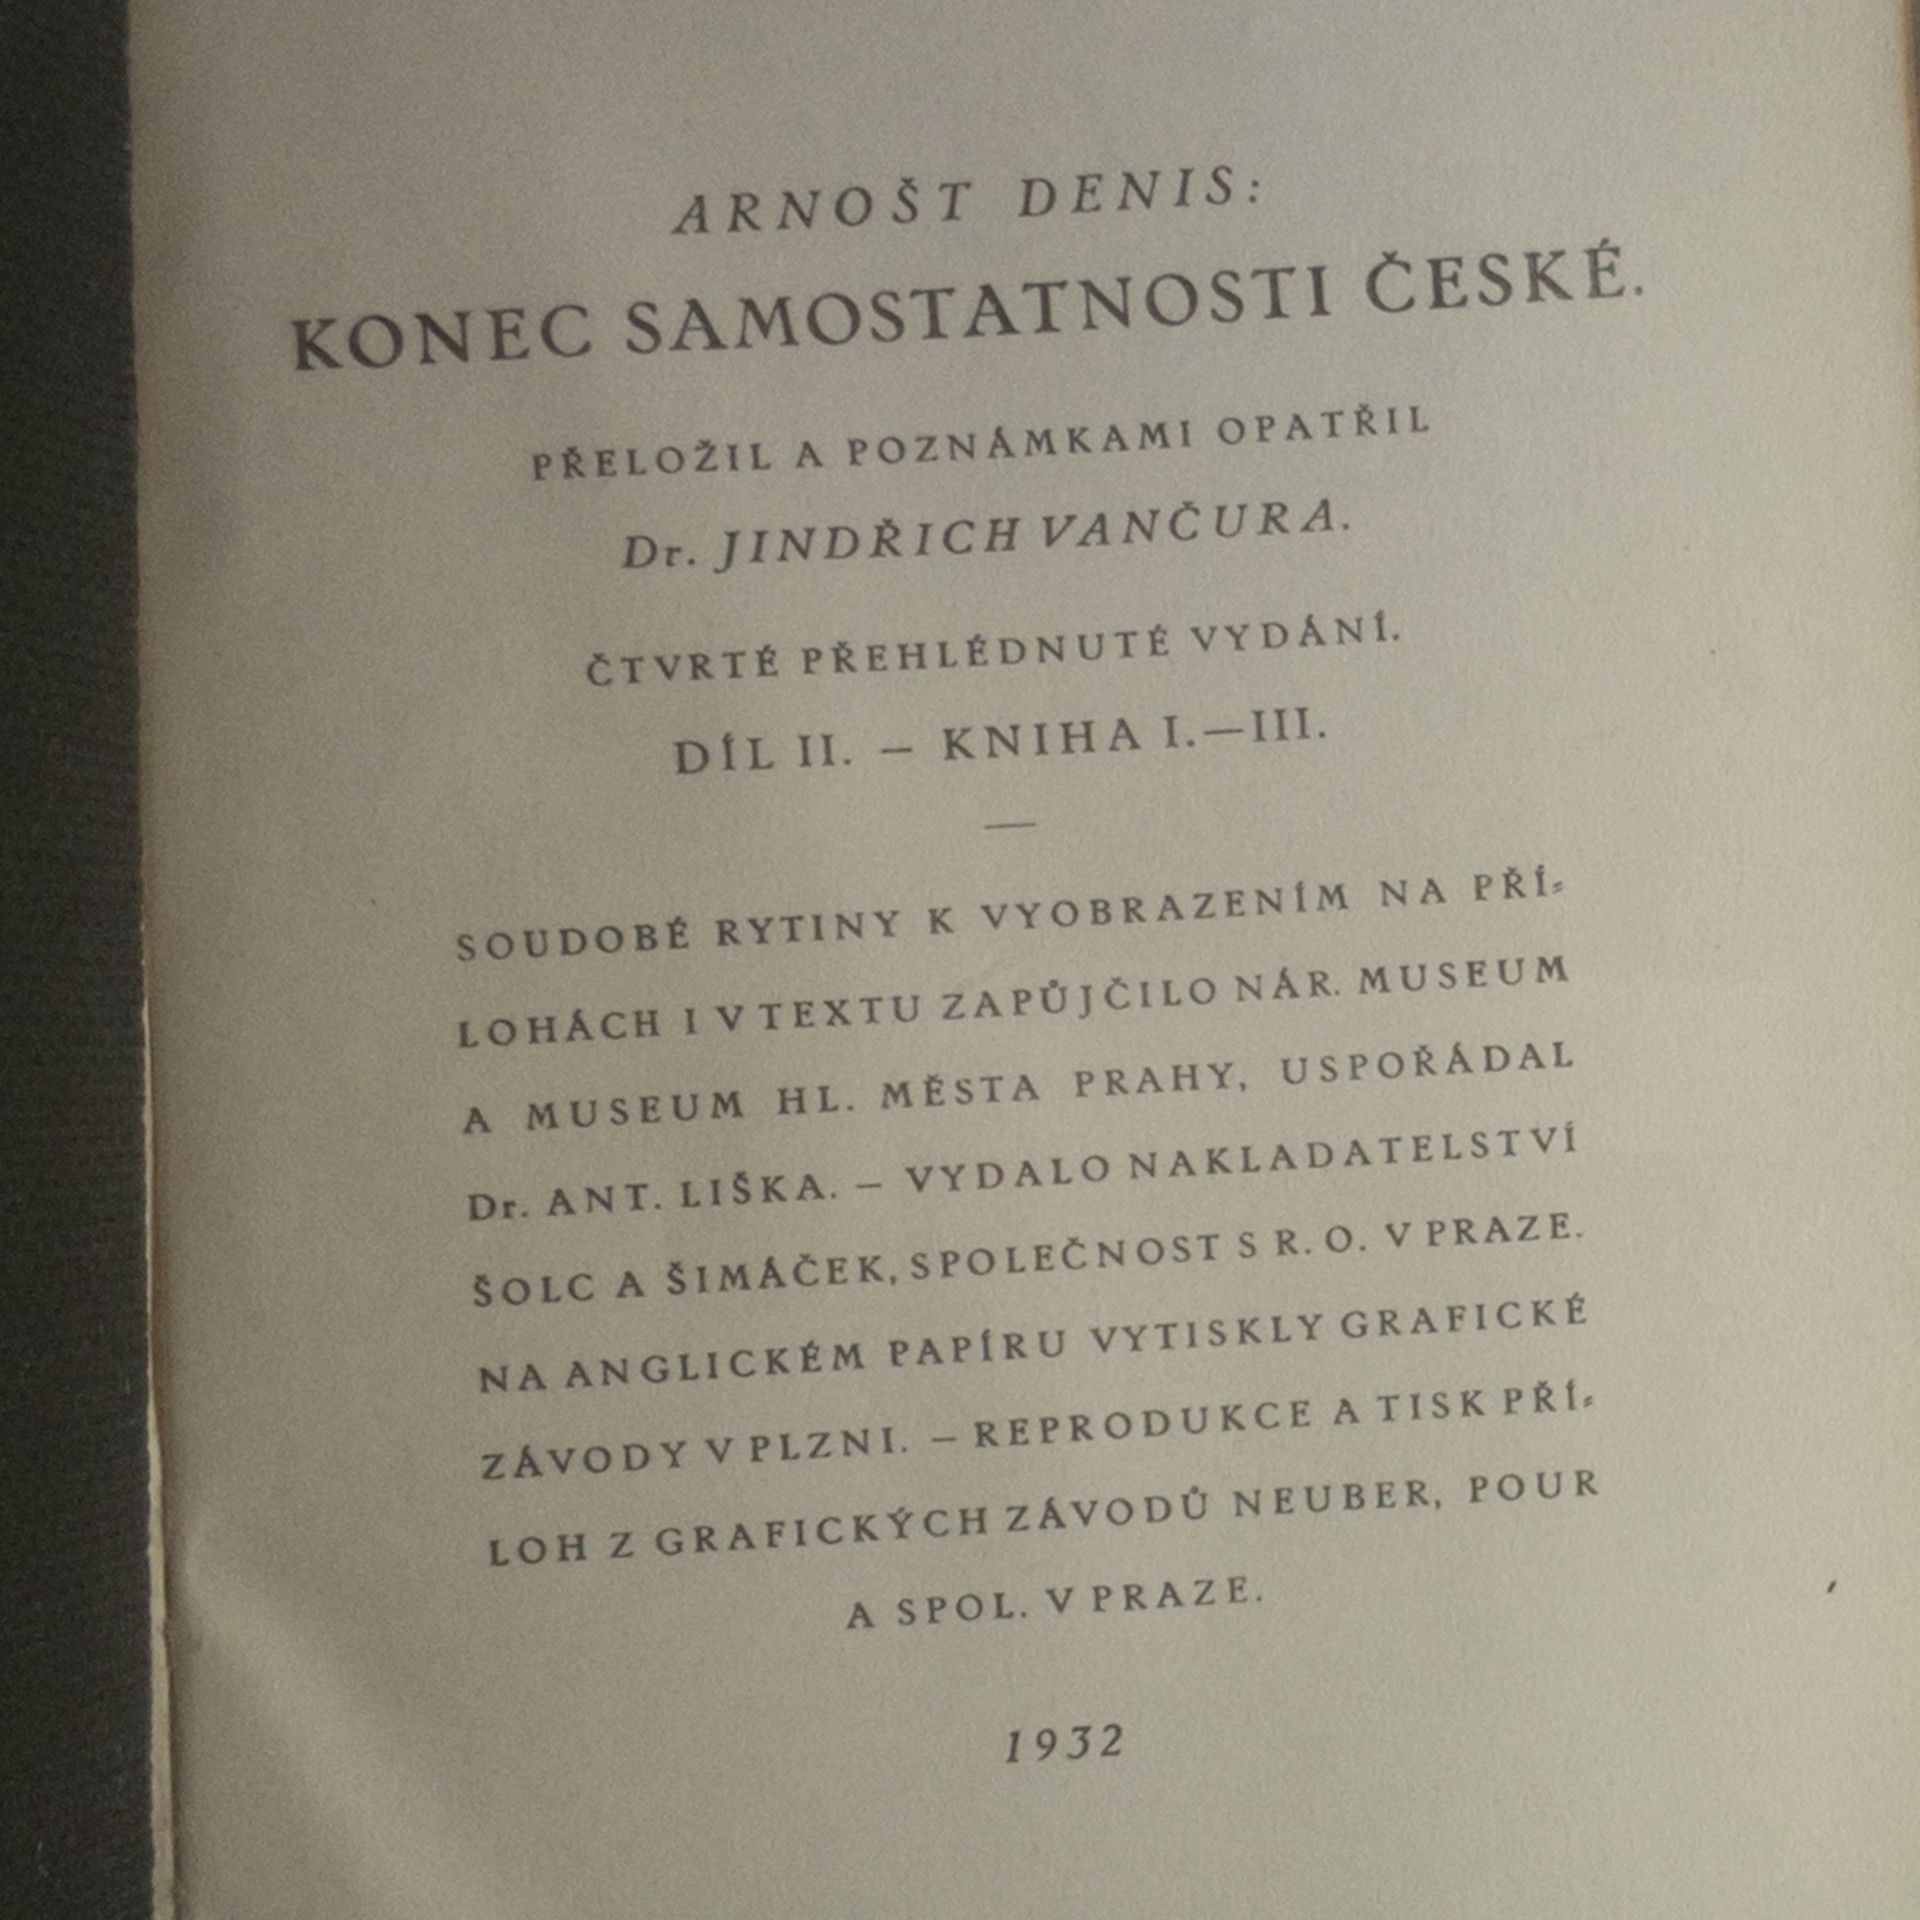 ARNOŠT DENIS:
KONEC SAMOSTATNOSTI ČESKÉ.
PŘELOŽIL A POZNÁMKAMI OPATŘIL
Dr. JINDŘICH VANČURA.
ČTVRTÉ PŘEHLÉDNUTÉ VYDÁNÍ.
DÍL II. – KNIHA I.—III.
SOUDOBÉ RYTINY K VYOBRAZENÍM NA PŘÍ-
LOHÁCH I V TEXTU ZAPŮJČILO NÁR. MUSEUM
A MUSEUM HL. MĚSTA PRAHY, USPOŘÁDAL
Dr. ANT. LIŠKA. – VYDALO NAKLADATELSTVÍ
ŠOLC A ŠIMÁČEK, SPOLEČNOST S R. O. V PRAZE.
NA ANGLICKÉM PAPÍRU VYTISKLY GRAFICKÉ
ZÁVODY V PLZNI. – REPRODUKCE A TISK PŘÍ-
LOH Z GRAFICKÝCH ZÁVODŮ NEUBER, POUR
A SPOL. V PRAZE.
1932